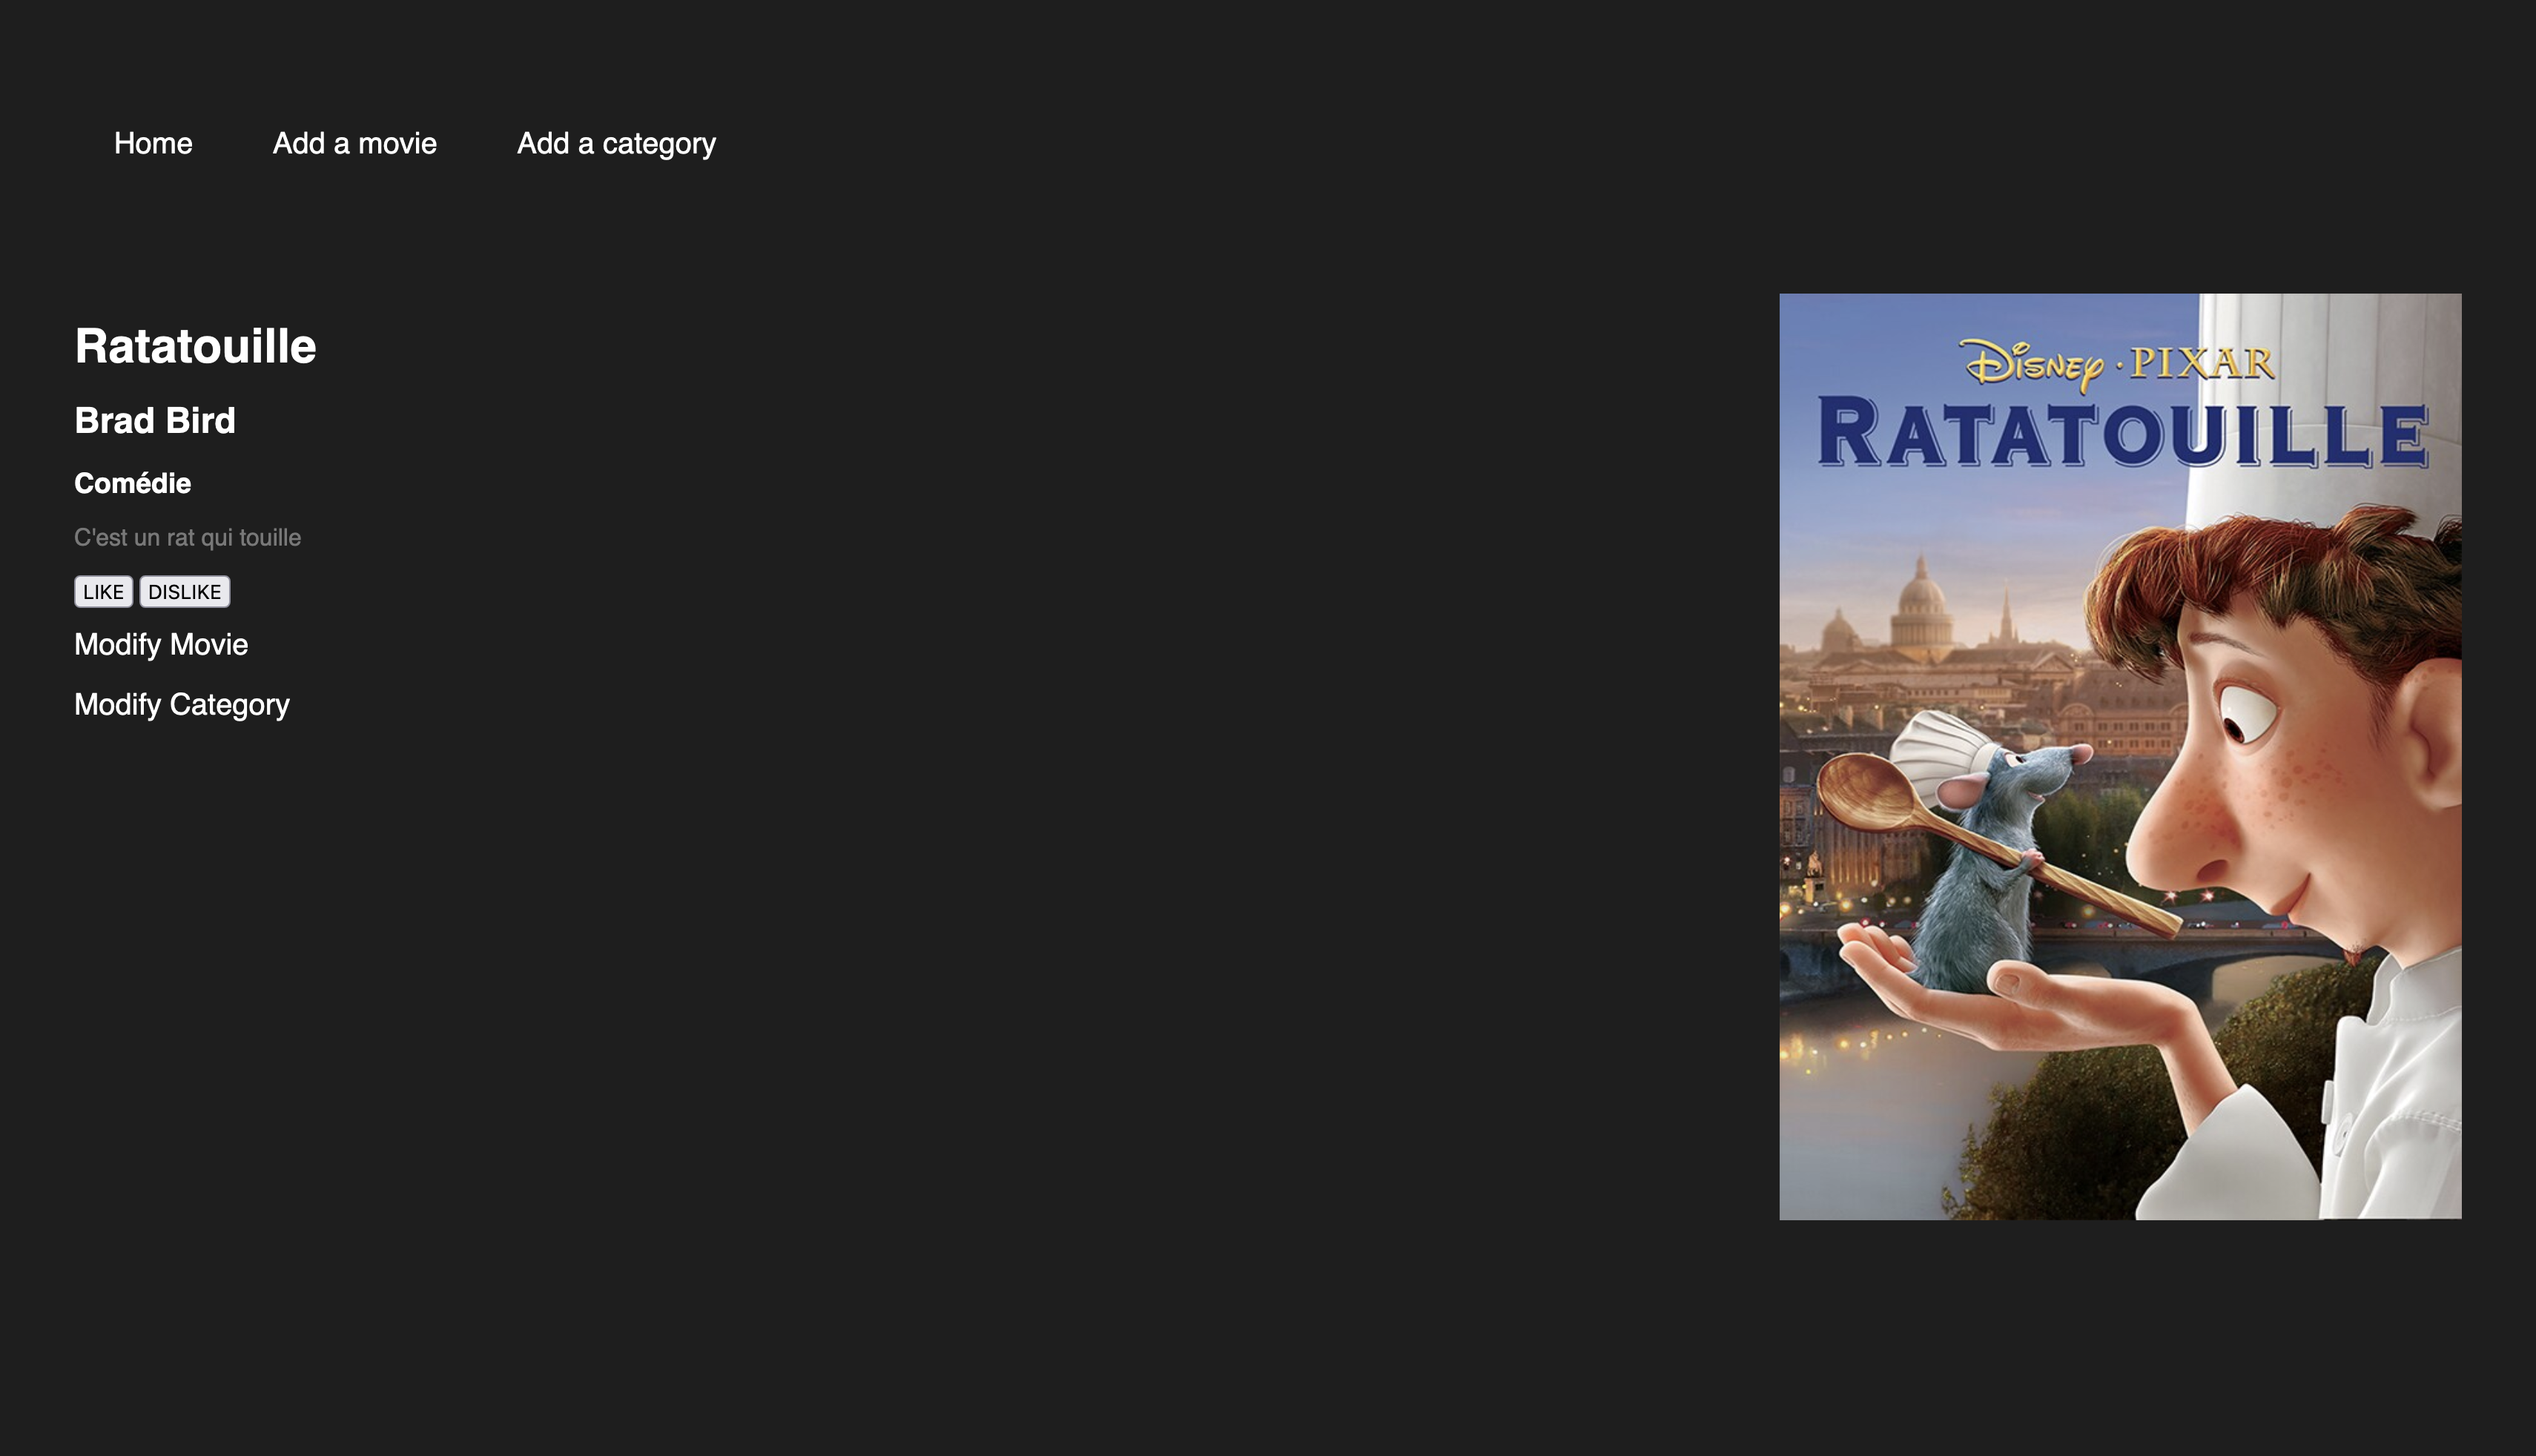 Home Add a movie Add a category
Ratatouille
Brad Bird
Comédie
C'est un rat qui touille
LIKE DISLIKE
Modify Movie
Modify Category
DISNEY · PIXAR
RATATOUILLE